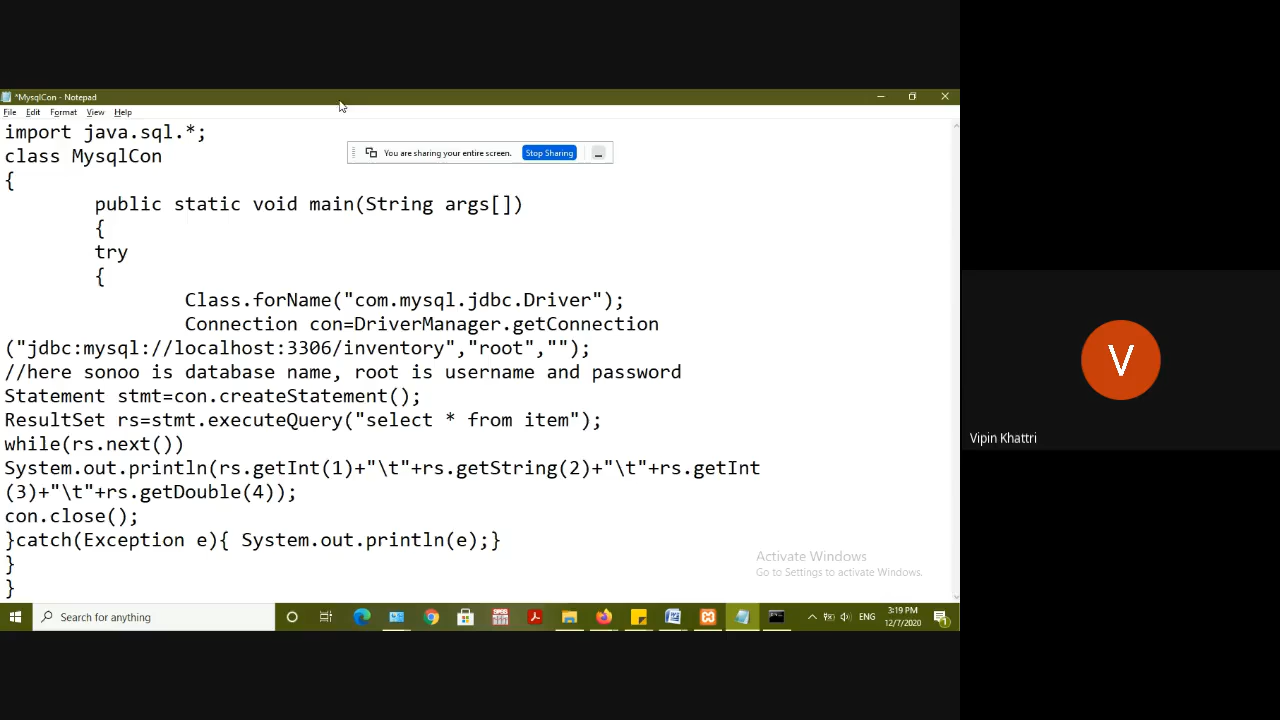 *MysqlCon - Notepad
File Edit Format View Help
import java.sql.*;
class MysqlCon
You are sharing your entire screen. Stop Sharing
{
public static void main(String args[])
{
try
{
Class.forName("com.mysql.jdbc.Driver");
Connection con=DriverManager.getConnection
("jdbc:mysql://localhost:3306/inventory","root","");
//here sonoo is database name, root is username and password
Statement stmt=con.createStatement();
ResultSet rs=stmt.executeQuery("select * from item");
while(rs.next())
System.out.println(rs.getInt(1)+"\t"+rs.getString(2)+"\t"+rs.getInt
(3)+"\t"+rs.getDouble(4));
con.close();
}catch(Exception e){ System.out.println(e);}
}
}
Activate Windows
Go to Settings to activate Windows.
Search for anything
ENG
3:19 PM
12/7/2020
1
V
Vipin Khattri